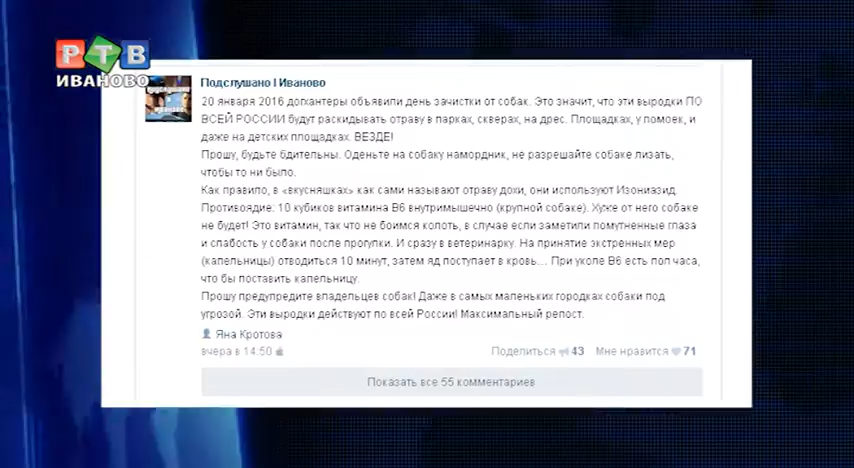 РТВ
ИВАНОВО
Подслушано | Иваново
20 января 2016 догхантеры объявили день зачистки от собак. Это значит, что эти выродки ПО
ВСЕЙ РОССИИ будут раскидывать отраву в парках, скверах, на дрес. Площадках, у помоек, и
даже на детских площадках. ВЕЗДЕ!
Прошу, будьте бдительны. Оденьте на собаку намордник, не разрешайте собаке лизать,
чтобы то ни было.
Как правило, в «вкусняшках» как сами называют отраву дохи, они используют Изониазид.
Противоядие: 10 кубиков витамина В6 внутримышечно (крупной собаке). Хуже от него собаке
не будет! Это витамин, так что не боимся колоть, в случае если заметили помутненные глаза
и слабость у собаки после прогулки. И сразу в ветеринарку. На принятие экстренных мер
(капельницы) отводиться 10 минут, затем яд поступает в кровь... При уколе В6 есть пол часа,
что бы поставить капельницу.
Прошу предупредите владельцев собак! Даже в самых маленьких городках собаки под
угрозой. Эти выродки действуют по всей России! Максимальный репост.
Яна Кротова
вчера в 14:50 Поделиться 43 Мне нравится 71
Показать все 55 комментариев